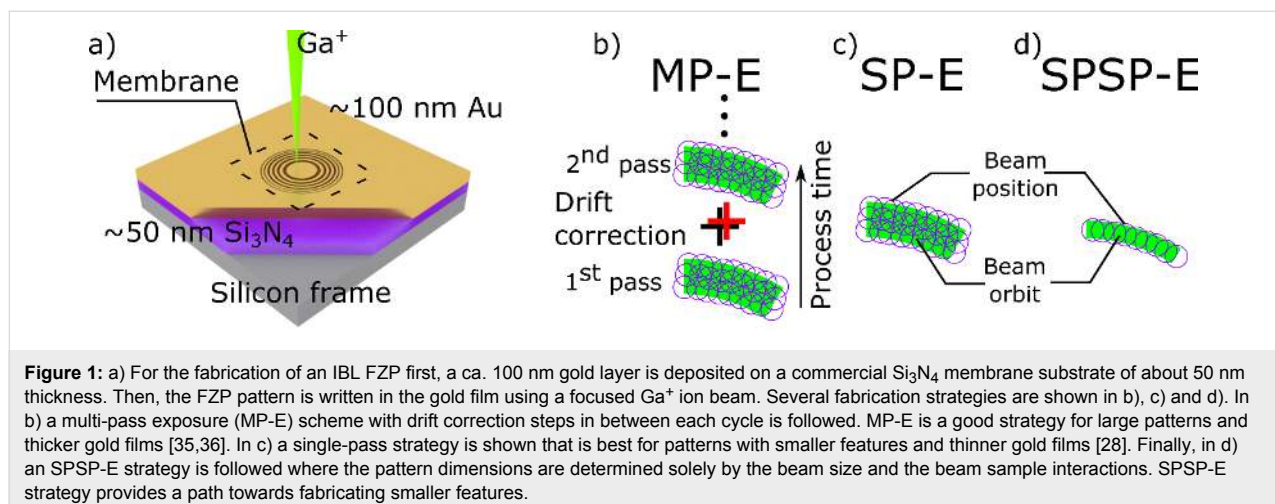 a)
Ga⁺
Membrane
~100 nm Au
~50 nm Si₃N₄
Silicon frame
b)
MP-E
2ⁿᵈ pass
Drift
correction
1ˢᵗ pass
Process time
c)
SP-E
d)
SPSP-E
Beam
position
Beam
orbit
Figure 1: a) For the fabrication of an IBL FZP first, a ca. 100 nm gold layer is deposited on a commercial Si₃N₄ membrane substrate of about 50 nm
thickness. Then, the FZP pattern is written in the gold film using a focused Ga⁺ ion beam. Several fabrication strategies are shown in b), c) and d). In
b) a multi-pass exposure (MP-E) scheme with drift correction steps in between each cycle is followed. MP-E is a good strategy for large patterns and
thicker gold films [35,36]. In c) a single-pass strategy is shown that is best for patterns with smaller features and thinner gold films [28]. Finally, in d)
an SPSP-E strategy is followed where the pattern dimensions are determined solely by the beam size and the beam sample interactions. SPSP-E
strategy provides a path towards fabricating smaller features.